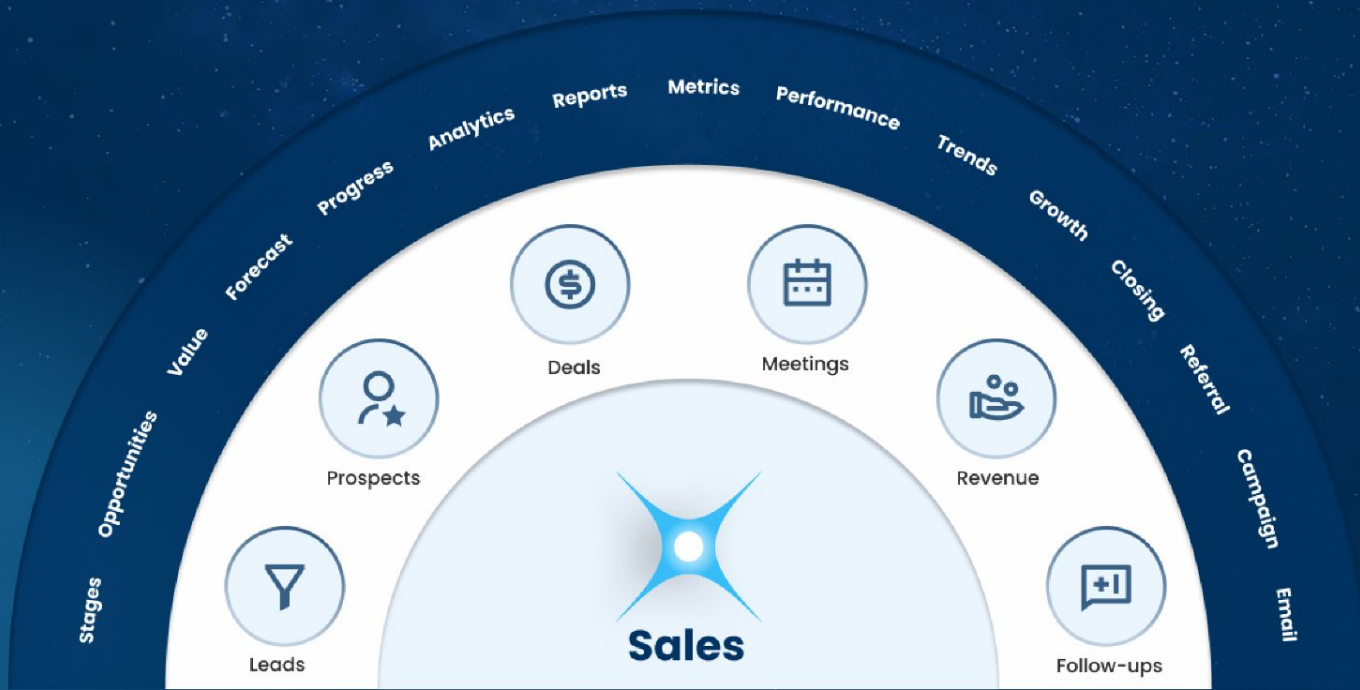 Stages
Opportunities
Value
Forecast
Progress
Analytics
Reports
Metrics
Performance
Trends
Growth
Closing
Referral
Campaign
Email
Leads
Prospects
Deals
Meetings
Revenue
Follow-ups
Sales